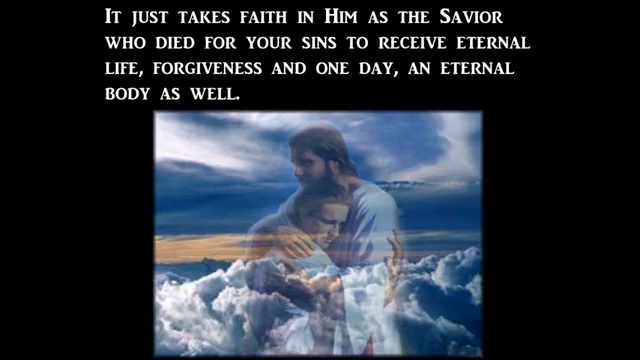 It just takes faith in Him as the Savior
who died for your sins to receive eternal
life, forgiveness and one day, an eternal
body as well.